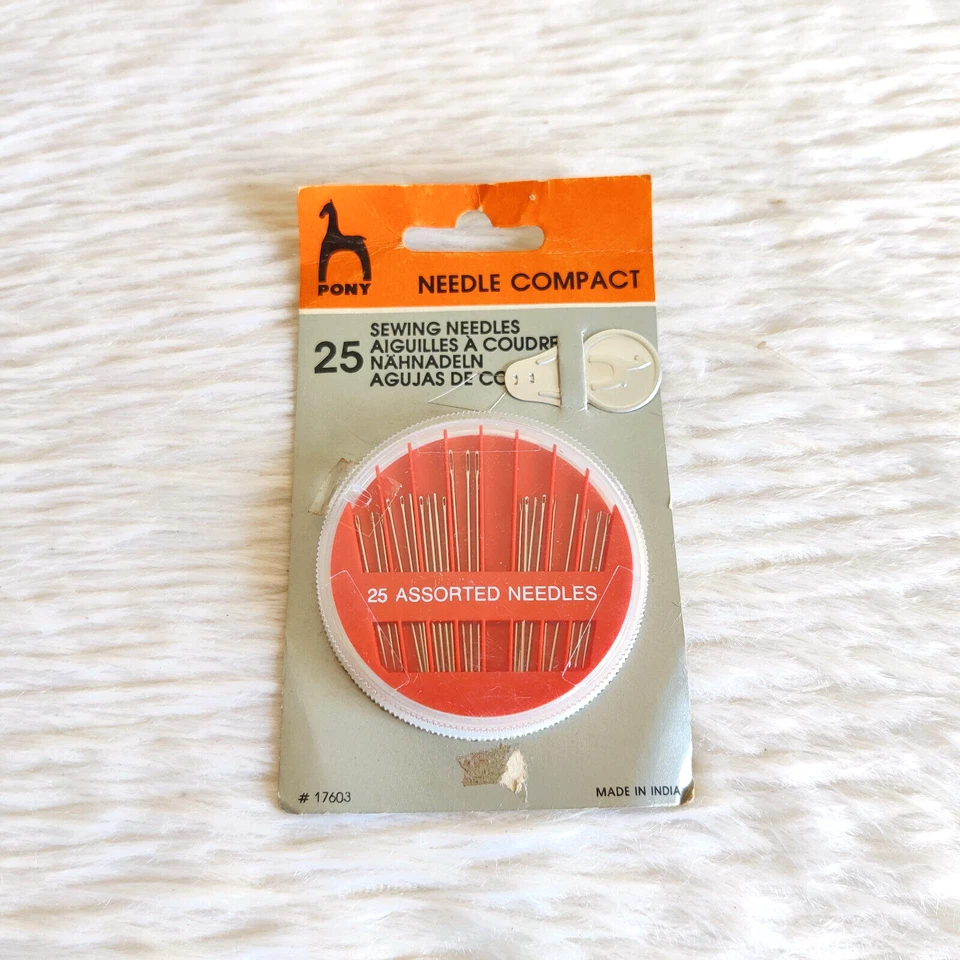 PONY
NEEDLE COMPACT
25
SEWING NEEDLES
AIGUILLES À COUDRE
NÄHNADELN
AGUJAS DE
25 ASSORTED NEEDLES
# 17603
MADE IN INDIA